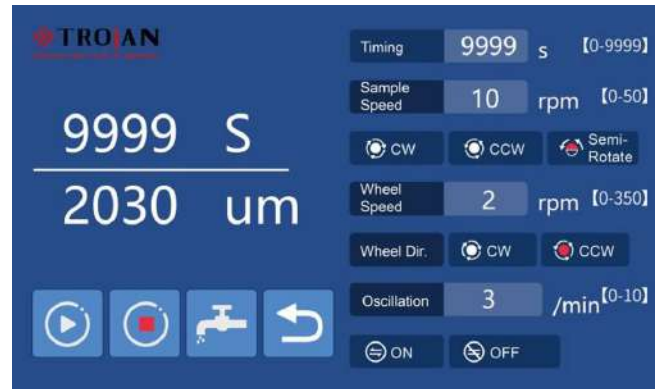 TROJAN
9999 S
2030 um
Timing 9999 s 【0-9999】
Sample Speed 10 rpm 【0-50】
CW CCW Semi-Rotate
Wheel Speed 2 rpm 【0-350】
Wheel Dir. CW CCW
Oscillation 3 /min 【0-10】
ON OFF